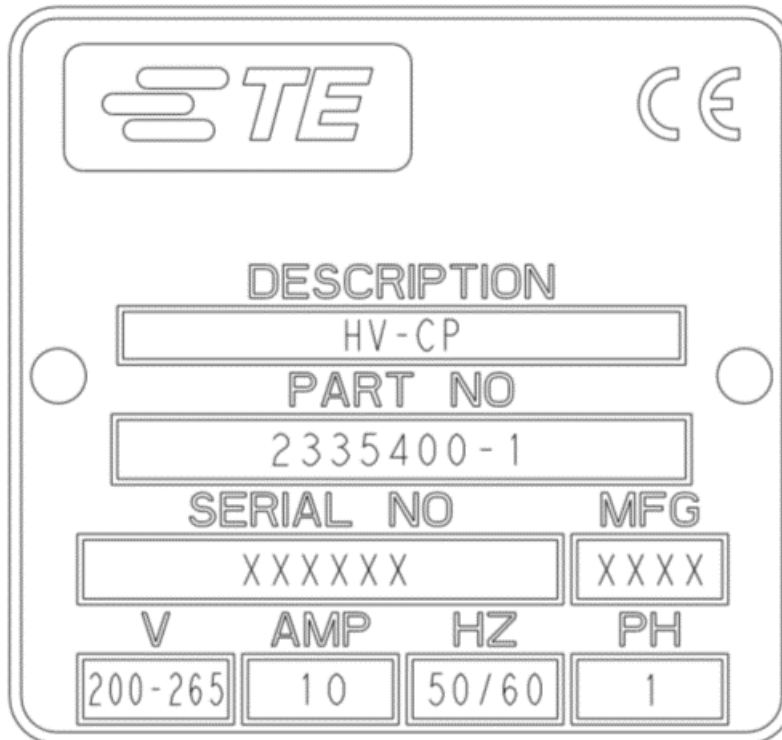 TE CE
DESCRIPTION
HV-CP
PART NO
2335400-1
SERIAL NO MFG
XXXXXX XXXX
V AMP HZ PH
200-265 10 50/60 1